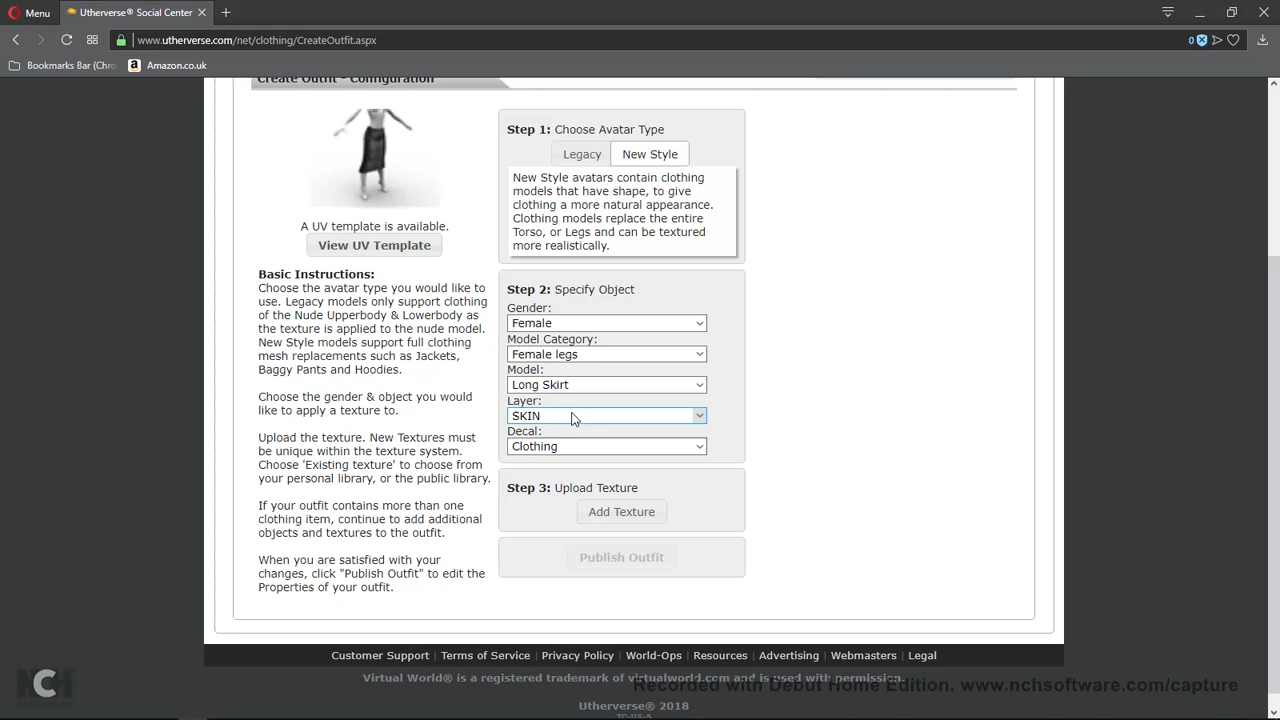 Menu
Utherverse® Social Center
www.utherverse.com/net/clothing/CreateOutfit.aspx
0
Bookmarks Bar (Chro
Amazon.co.uk
Create Outfit - Configuration
A UV template is available.
View UV Template
Basic Instructions:
Choose the avatar type you would like to
use. Legacy models only support clothing
of the Nude Upperbody & Lowerbody as
the texture is applied to the nude model.
New Style models support full clothing
mesh replacements such as Jackets,
Baggy Pants and Hoodies.
Choose the gender & object you would
like to apply a texture to.
Upload the texture. New Textures must
be unique within the texture system.
Choose 'Existing texture' to choose from
your personal library, or the public library.
If your outfit contains more than one
clothing item, continue to add additional
objects and textures to the outfit.
When you are satisfied with your
changes, click "Publish Outfit" to edit the
Properties of your outfit.
Step 1: Choose Avatar Type
Legacy
New Style
New Style avatars contain clothing
models that have shape, to give
clothing a more natural appearance.
Clothing models replace the entire
Torso, or Legs and can be textured
more realistically.
Step 2: Specify Object
Gender:
Female
Model Category:
Female legs
Model:
Long Skirt
Layer:
SKIN
Decal:
Clothing
Step 3: Upload Texture
Add Texture
Publish Outfit
Customer Support | Terms of Service | Privacy Policy | World-Ops | Resources | Advertising | Webmasters | Legal
Virtual World® is a registered trademark of virtualworld.com and is used with permission.
Utherverse® 2018
NCH
Recorded with Debut Home Edition. www.nchsoftware.com/capture